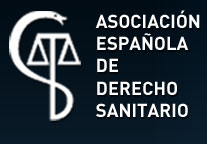 ASOCIACIÓN
ESPAÑOLA
DE
DERECHO
SANITARIO